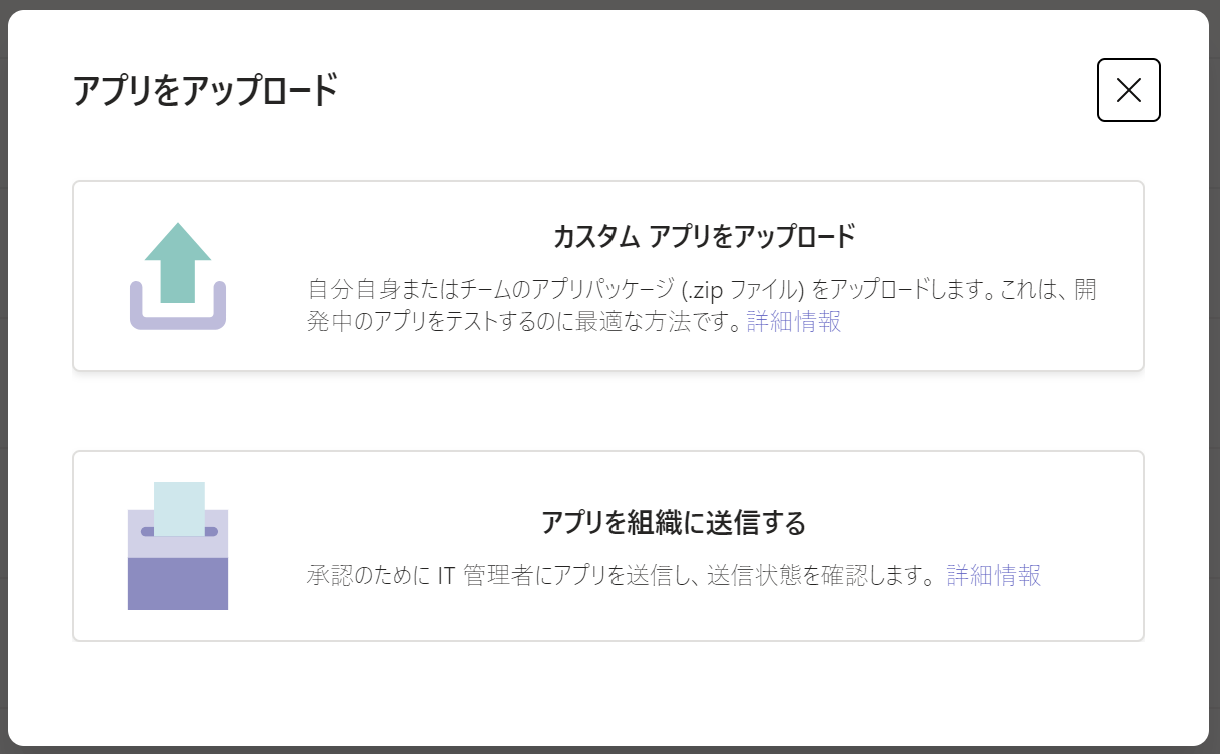 アプリをアップロード
カスタム アプリをアップロード
自分自身またはチームのアプリパッケージ (.zip ファイル) をアップロードします。これは、開
発中のアプリをテストするのに最適な方法です。詳細情報
アプリを組織に送信する
承認のために IT 管理者にアプリを送信し、送信状態を確認します。 詳細情報